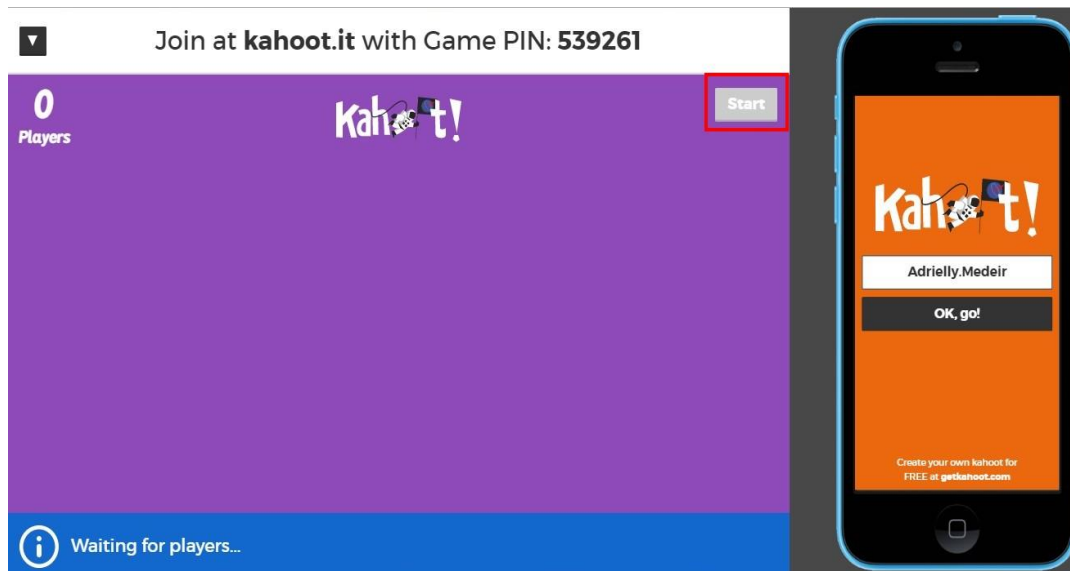 Join at kahoot.it with Game PIN: 539261
0
Players
Kahoot!
Start
Waiting for players...
Kahoot!
Adrielly.Medeir
OK, go!
Create your own kahoot for
FREE at getkahoot.com